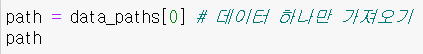 path = data_paths[0] # 데이터 하나만 가져오기
path